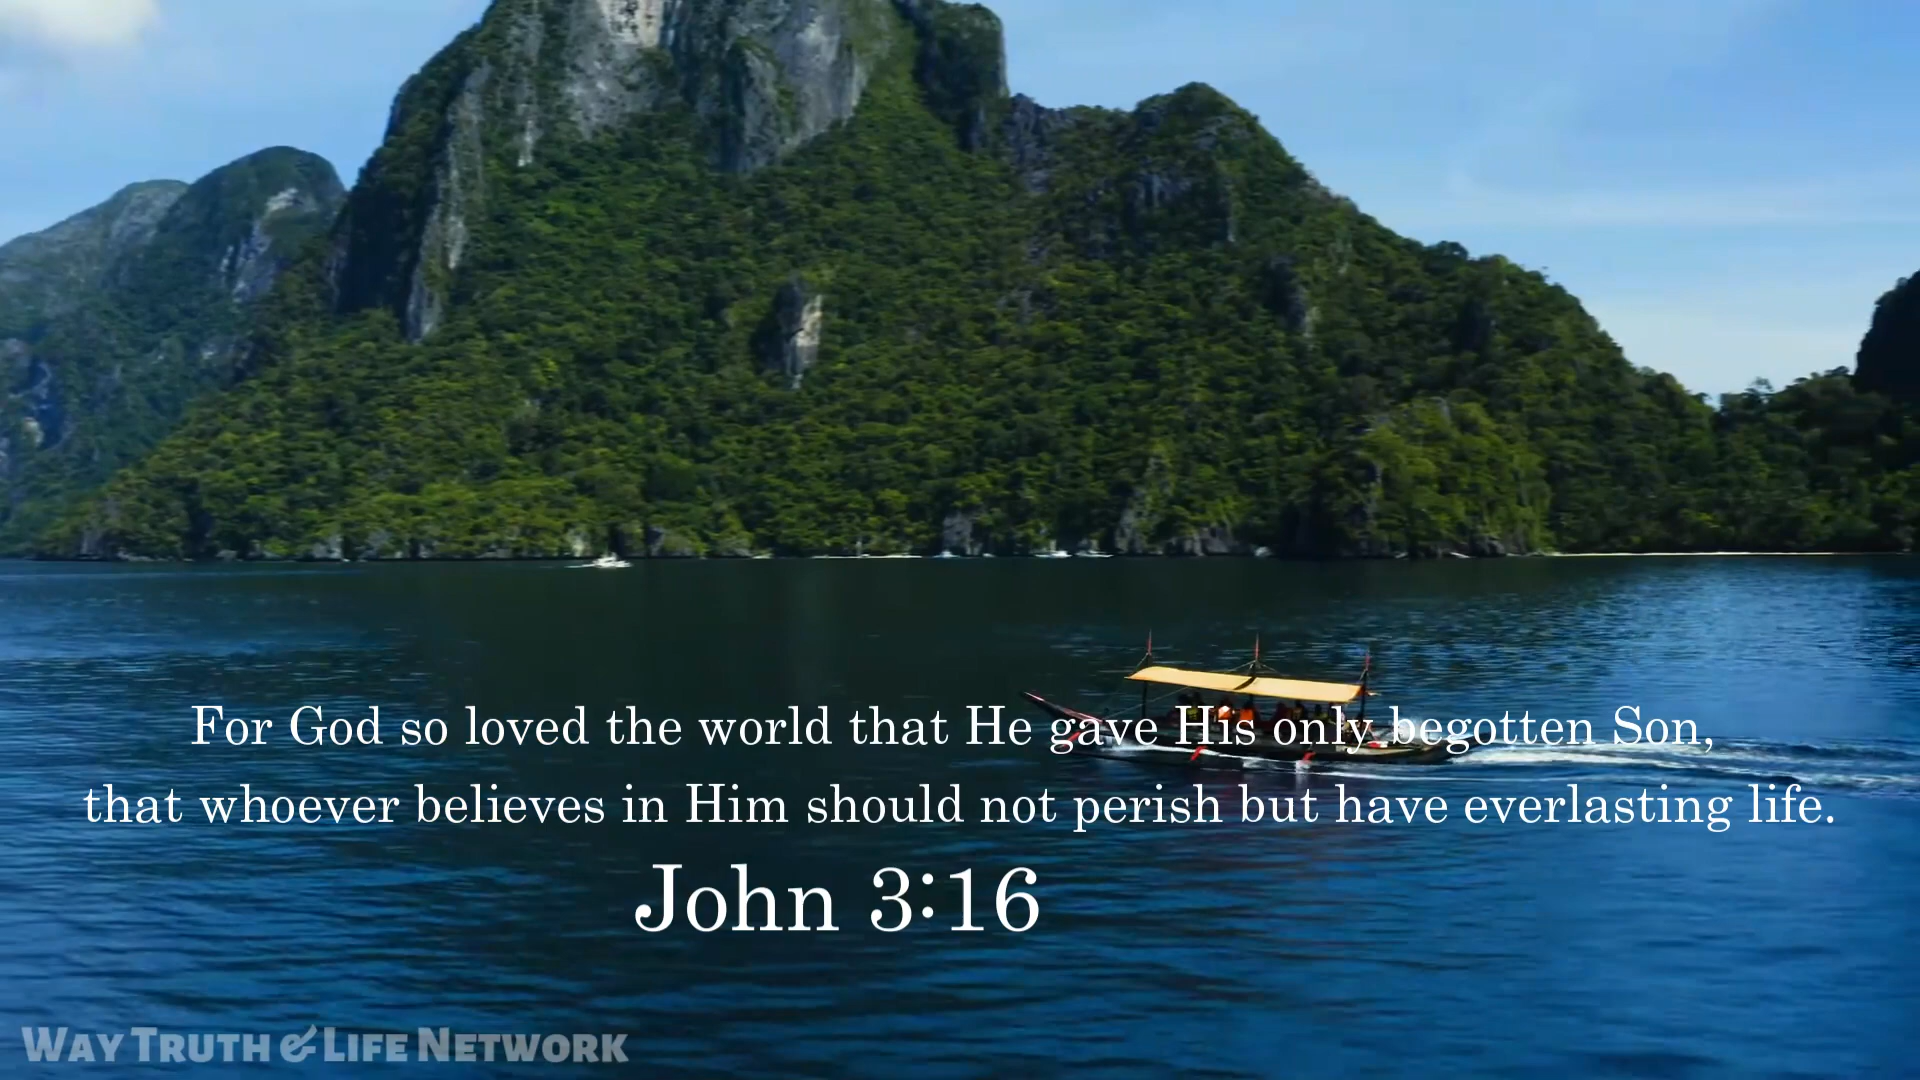 For God so loved the world that He gave His only begotten Son,
that whoever believes in Him should not perish but have everlasting life.
John 3:16
WAY TRUTH & LIFE NETWORK